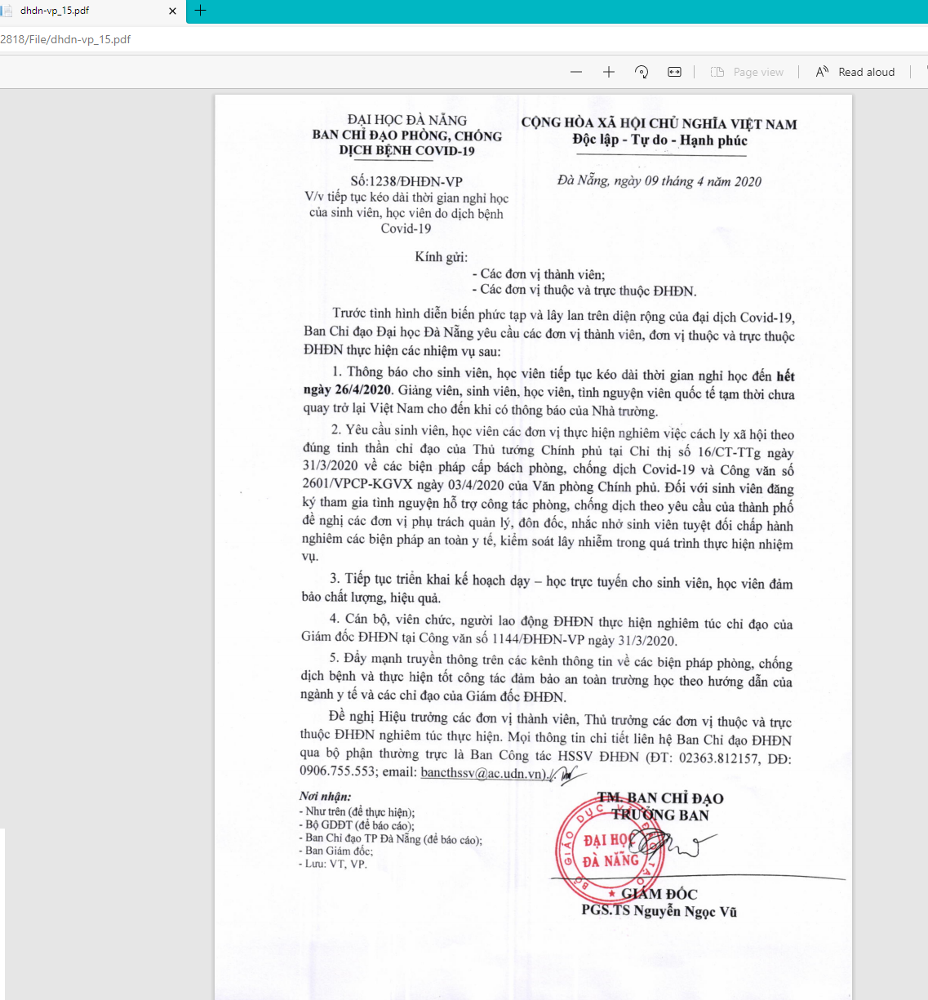 dhdn-vp_15.pdf
2818/File/dhdn-vp_15.pdf
Page view
Read aloud
ĐẠI HỌC ĐÀ NẴNG
BAN CHỈ ĐẠO PHÒNG, CHỐNG
DỊCH BỆNH COVID-19
CỘNG HÒA XÃ HỘI CHỦ NGHĨA VIỆT NAM
Độc lập - Tự do - Hạnh phúc
Số:1238/ĐHĐN-VP
V/v tiếp tục kéo dài thời gian nghỉ học
của sinh viên, học viên do dịch bệnh
Covid-19
Đà Nẵng, ngày 09 tháng 4 năm 2020
Kính gửi:
- Các đơn vị thành viên;
- Các đơn vị thuộc và trực thuộc ĐHĐN.
Trước tình hình diễn biến phức tạp và lây lan trên diện rộng của đại dịch Covid-19,
Ban Chỉ đạo Đại học Đà Nẵng yêu cầu các đơn vị thành viên, đơn vị thuộc và trực thuộc
ĐHĐN thực hiện các nhiệm vụ sau:
1. Thông báo cho sinh viên, học viên tiếp tục kéo dài thời gian nghỉ học đến hết
ngày 26/4/2020. Giảng viên, sinh viên, học viên, tình nguyện viên quốc tế tạm thời chưa
quay trở lại Việt Nam cho đến khi có thông báo của Nhà trường.
2. Yêu cầu sinh viên, học viên các đơn vị thực hiện nghiêm việc cách ly xã hội theo
đúng tinh thần chỉ đạo của Thủ tướng Chính phủ tại Chỉ thị số 16/CT-TTg ngày
31/3/2020 về các biện pháp cấp bách phòng, chống dịch Covid-19 và Công văn số
2601/VPCP-KGVX ngày 03/4/2020 của Văn phòng Chính phủ. Đối với sinh viên đăng
ký tham gia tình nguyện hỗ trợ công tác phòng, chống dịch theo yêu cầu của thành phố
đề nghị các đơn vị phụ trách quản lý, đôn đốc, nhắc nhở sinh viên tuyệt đối chấp hành
nghiêm các biện pháp an toàn y tế, kiểm soát lây nhiễm trong quá trình thực hiện nhiệm
vụ.
3. Tiếp tục triển khai kế hoạch dạy – học trực tuyến cho sinh viên, học viên đảm
bảo chất lượng, hiệu quả.
4. Cán bộ, viên chức, người lao động ĐHĐN thực hiện nghiêm túc chỉ đạo của
Giám đốc ĐHĐN tại Công văn số 1144/ĐHĐN-VP ngày 31/3/2020.
5. Đẩy mạnh truyền thông trên các kênh thông tin về các biện pháp phòng, chống
dịch bệnh và thực hiện tốt công tác đảm bảo an toàn trường học theo hướng dẫn của
ngành y tế và các chỉ đạo của Giám đốc ĐHĐN.
Đề nghị Hiệu trưởng các đơn vị thành viên, Thủ trưởng các đơn vị thuộc và trực
thuộc ĐHĐN nghiêm túc thực hiện. Mọi thông tin chi tiết liên hệ Ban Chỉ đạo ĐHĐN
qua bộ phận thường trực là Ban Công tác HSSV ĐHĐN (ĐT: 02363.812157, DĐ:
0906.755.553; email: bancthssv@ac.udn.vn)./.
Nơi nhận:
- Như trên (để thực hiện);
- Bộ GDĐT (để báo cáo);
- Ban Chỉ đạo TP Đà Nẵng (để báo cáo);
- Ban Giám đốc;
- Lưu: VT, VP.
TM. BAN CHỈ ĐẠO
TRƯỞNG BAN
BỘ GIÁO DỤC VÀ ĐÀO TẠO
ĐẠI HỌC
ĐÀ NẴNG
GIÁM ĐỐC
PGS.TS Nguyễn Ngọc Vũ